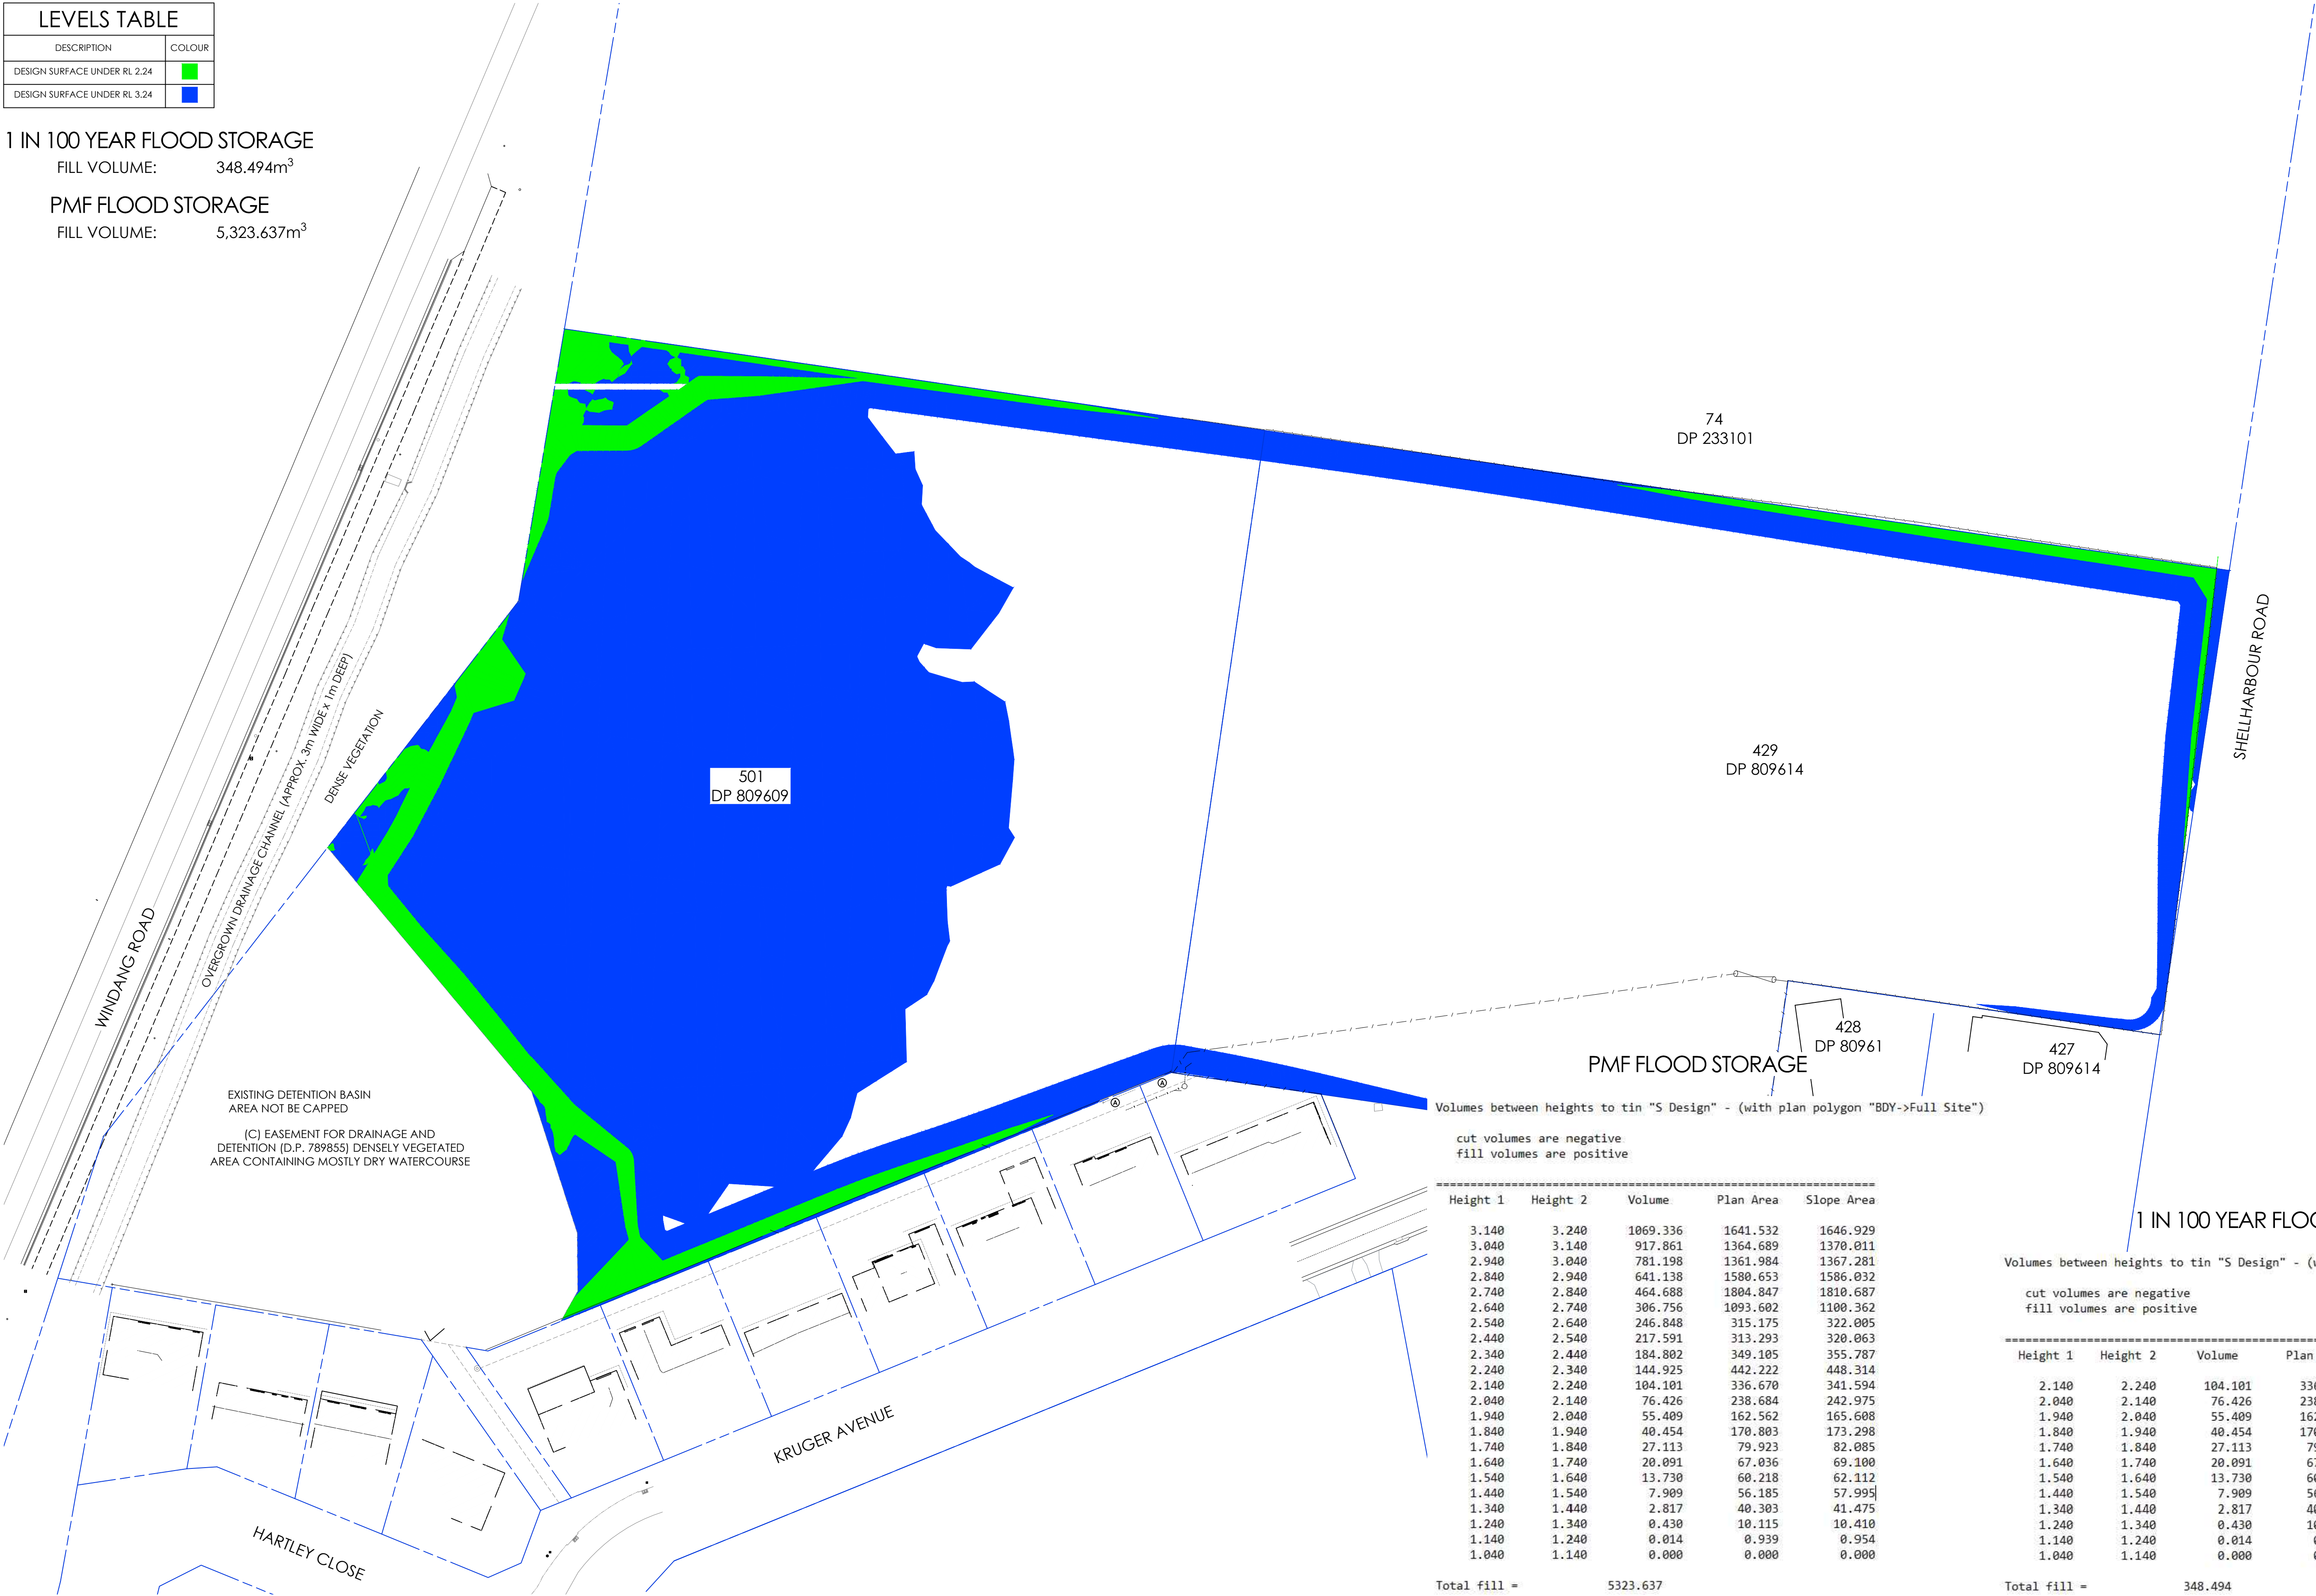 LEVELS TABLE
DESCRIPTION COLOUR
DESIGN SURFACE UNDER RL 2.24
DESIGN SURFACE UNDER RL 3.24
1 IN 100 YEAR FLOOD STORAGE
FILL VOLUME: 348.494m³
PMF FLOOD STORAGE
FILL VOLUME: 5,323.637m³
74
DP 233101
SHELLHARBOUR ROAD
429
DP 809614
501
DP 809609
OVERGROWN DRAINAGE CHANNEL (APPROX. 3m WIDE x 1m DEEP)
DENSE VEGETATION
WINDANG ROAD
EXISTING DETENTION BASIN
AREA NOT BE CAPPED
(C) EASEMENT FOR DRAINAGE AND
DETENTION (D.P. 789855) DENSELY VEGETATED
AREA CONTAINING MOSTLY DRY WATERCOURSE
A
A
428
DP 80961
427
DP 809614
KRUGER AVENUE
HARTLEY CLOSE
PMF FLOOD STORAGE
Volumes between heights to tin "S Design" - (with plan polygon "BDY->Full Site")
cut volumes are negative
fill volumes are positive
Height 1 Height 2 Volume Plan Area Slope Area
3.140 3.240 1069.336 1641.532 1646.929
3.040 3.140 917.861 1364.689 1370.011
2.940 3.040 781.198 1361.984 1367.281
2.840 2.940 641.138 1580.653 1586.032
2.740 2.840 464.688 1804.847 1810.687
2.640 2.740 306.756 1093.602 1100.362
2.540 2.640 246.848 315.175 322.005
2.440 2.540 217.591 313.293 320.063
2.340 2.440 184.802 349.105 355.787
2.240 2.340 144.925 442.222 448.314
2.140 2.240 104.101 336.670 341.594
2.040 2.140 76.426 238.684 242.975
1.940 2.040 55.409 162.562 165.608
1.840 1.940 40.454 170.803 173.298
1.740 1.840 27.113 79.923 82.085
1.640 1.740 20.091 67.036 69.100
1.540 1.640 13.730 60.218 62.112
1.440 1.540 7.909 56.185 57.995
1.340 1.440 2.817 40.303 41.475
1.240 1.340 0.430 10.115 10.410
1.140 1.240 0.014 0.939 0.954
1.040 1.140 0.000 0.000 0.000
Total fill = 5323.637
1 IN 100 YEAR FLO
Volumes between heights to tin "S Design" - (
cut volumes are negative
fill volumes are positive
Height 1 Height 2 Volume Plan
2.140 2.240 104.101 33
2.040 2.140 76.426 238
1.940 2.040 55.409 162
1.840 1.940 40.454 170
1.740 1.840 27.113 79
1.640 1.740 20.091 67
1.540 1.640 13.730 60
1.440 1.540 7.909 56
1.340 1.440 2.817 40
1.240 1.340 0.430 10
1.140 1.240 0.014 0
1.040 1.140 0.000 0
Total fill = 348.494